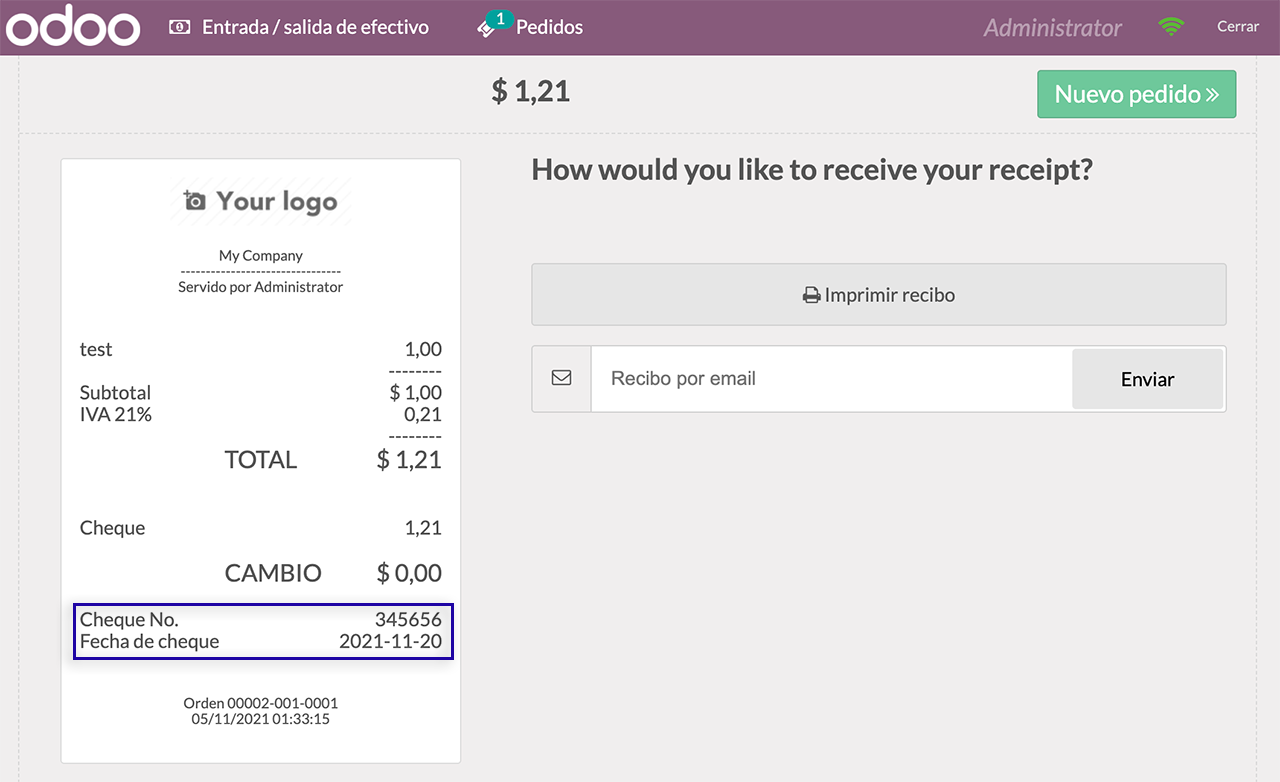 odoo Entrada / salida de efectivo 1 Pedidos Administrator Cerrar
$ 1,21
Nuevo pedido »
Your logo
My Company
--------------------------------
Servido por Administrator
test 1,00
--------
Subtotal $ 1,00
IVA 21% 0,21
--------
TOTAL $ 1,21
Cheque 1,21
CAMBIO $ 0,00
Cheque No. 345656
Fecha de cheque 2021-11-20
Orden 00002-001-0001
05/11/2021 01:33:15
How would you like to receive your receipt?
Imprimir recibo
Recibo por email Enviar